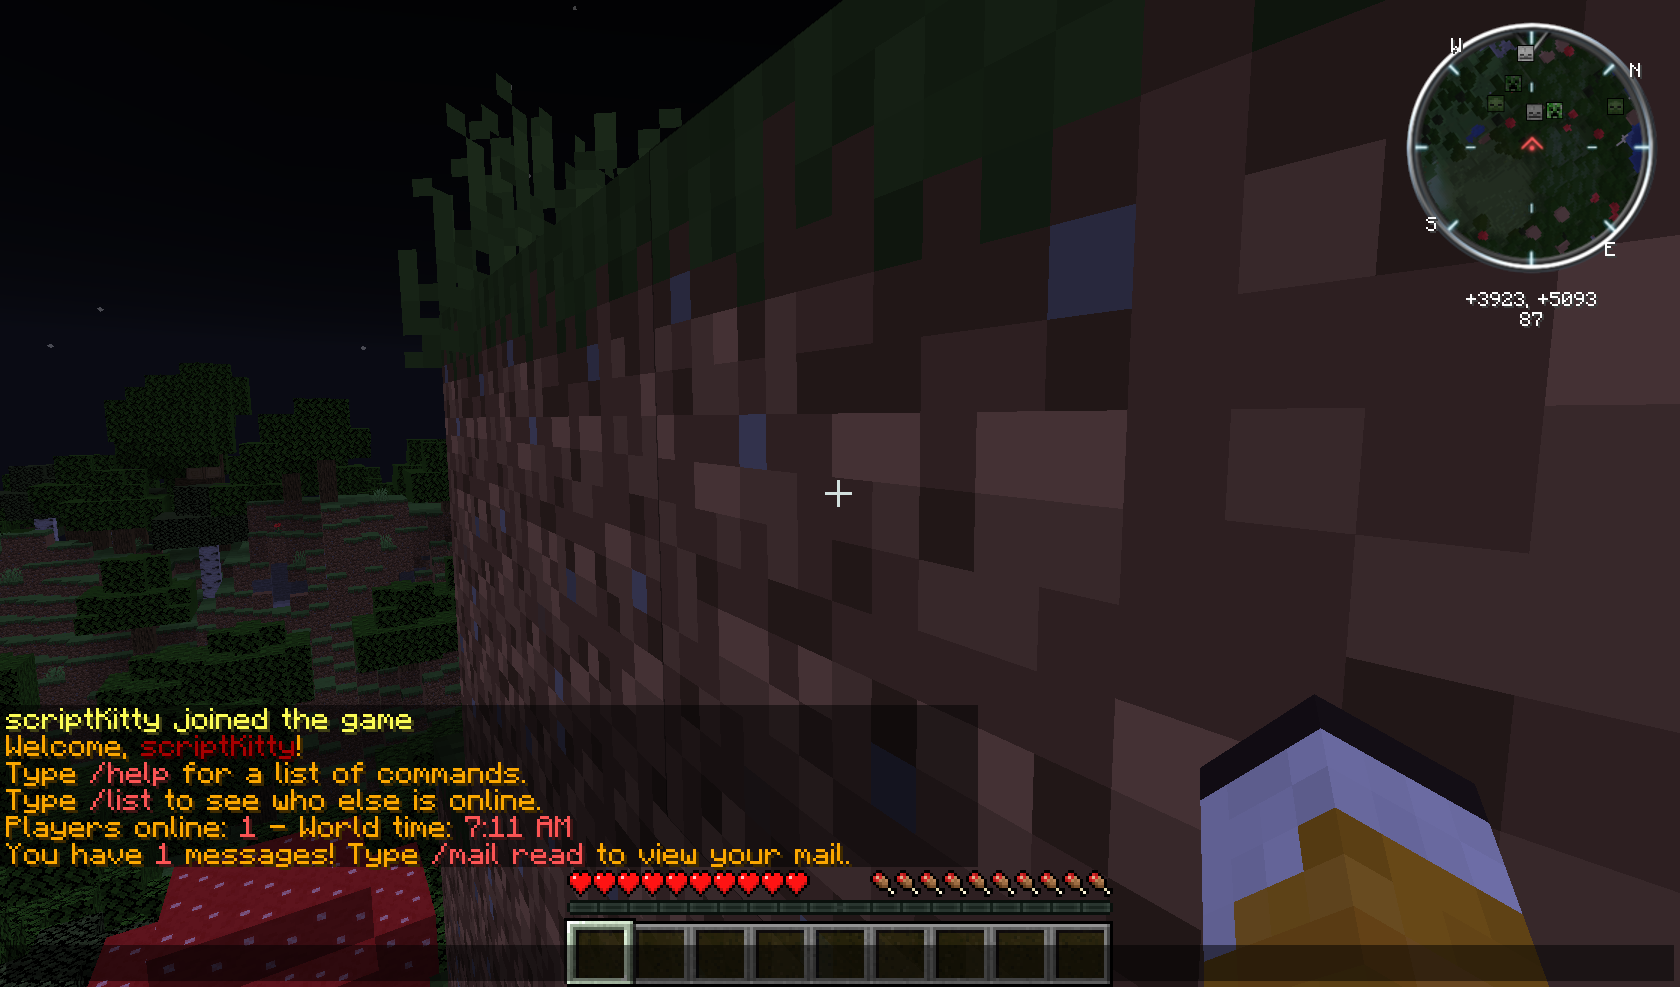 W
N
S
E
+3923, +5093
87
scriptKitty joined the game
Welcome, scriptKitty!
Type /help for a list of commands.
Type /list to see who else is online.
Players online: 1 - World time: 7:11 AM
You have 1 messages! Type /mail read to view your mail.